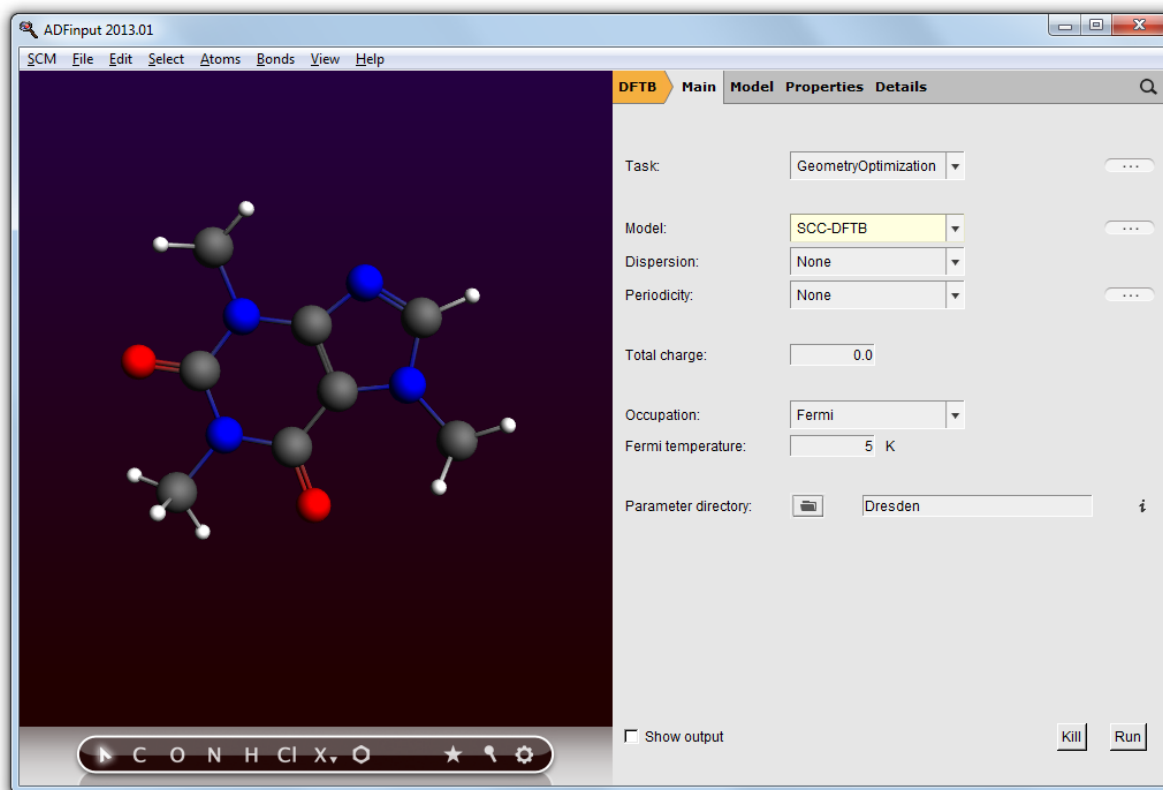 ADFinput 2013.01
SCM File Edit Select Atoms Bonds View Help
DFTB Main Model Properties Details
Task: GeometryOptimization ...
Model: SCC-DFTB ...
Dispersion: None
Periodicity: None ...
Total charge: 0.0
Occupation: Fermi
Fermi temperature: 5 K
Parameter directory: Dresden i
Show output Kill Run
C O N H Cl X